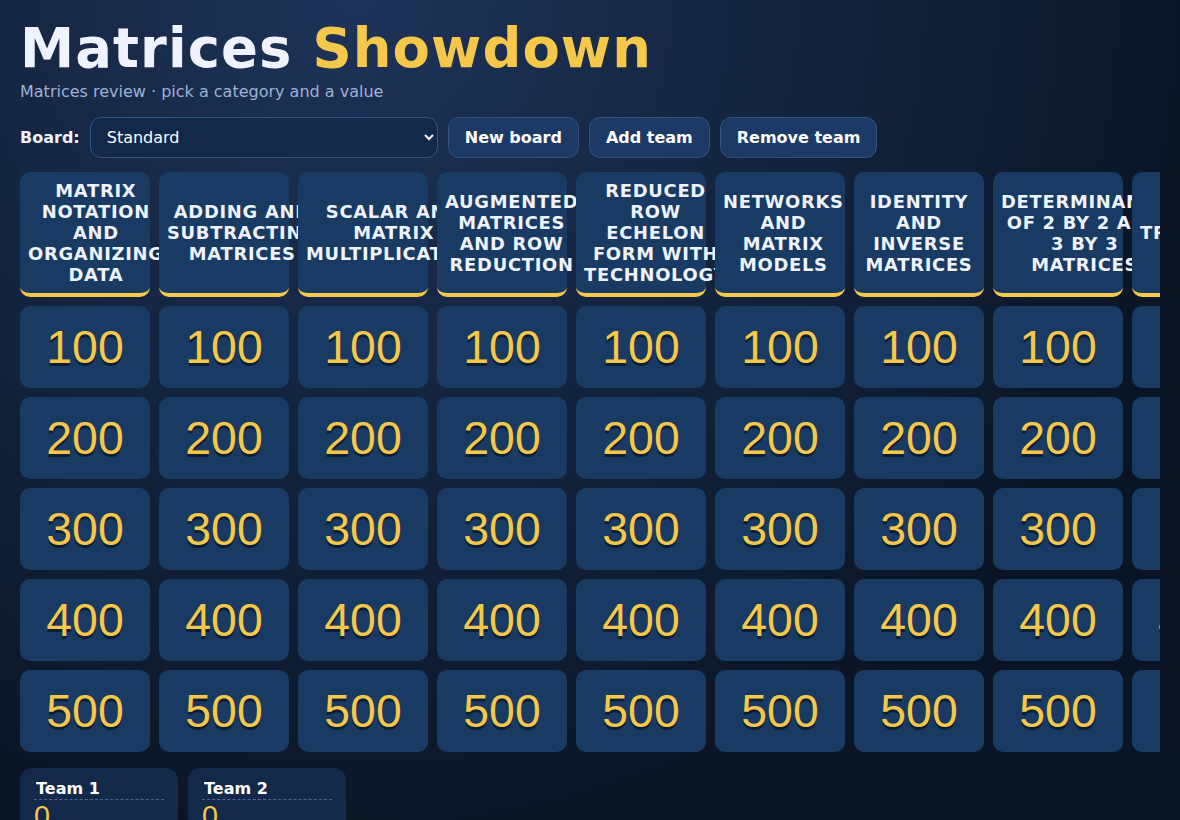 Matrices Showdown
Matrices review · pick a category and a value
Board: Standard New board Add team Remove team
MATRIX
NOTATION
AND
ORGANIZING
DATA
ADDING AN
SUBTRACTIN
MATRICES
SCALAR AN
MATRIX
MULTIPLICAT
AUGMENTED
MATRICES
AND ROW
REDUCTION
REDUCED
ROW
ECHELON
FORM WITH
TECHNOLOGY
NETWORKS
AND
MATRIX
MODELS
IDENTITY
AND
INVERSE
MATRICES
DETERMINAN
OF 2 BY 2 A
3 BY 3
MATRICES
100 100 100 100 100 100 100 100
200 200 200 200 200 200 200 200
300 300 300 300 300 300 300 300
400 400 400 400 400 400 400 400
500 500 500 500 500 500 500 500
Team 1 Team 2
0 0